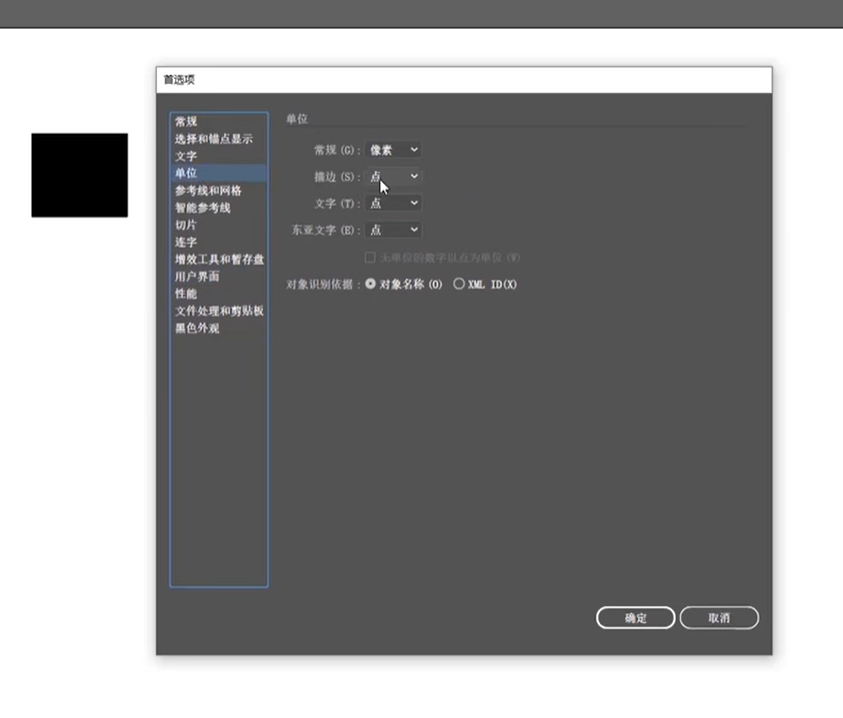 首选项
常规
选择和锚点显示
文字
单位
参考线和网格
智能参考线
切片
连字
增效工具和暂存盘
用户界面
性能
文件处理和剪贴板
黑色外观
单位
常规 (G)： 像素
描边 (S)： 点
文字 (T)： 点
东亚文字 (E)： 点
无单位的数字以点为单位 (W)
对象识别依据： 对象名称 (O) XML ID(X)
确定 取消